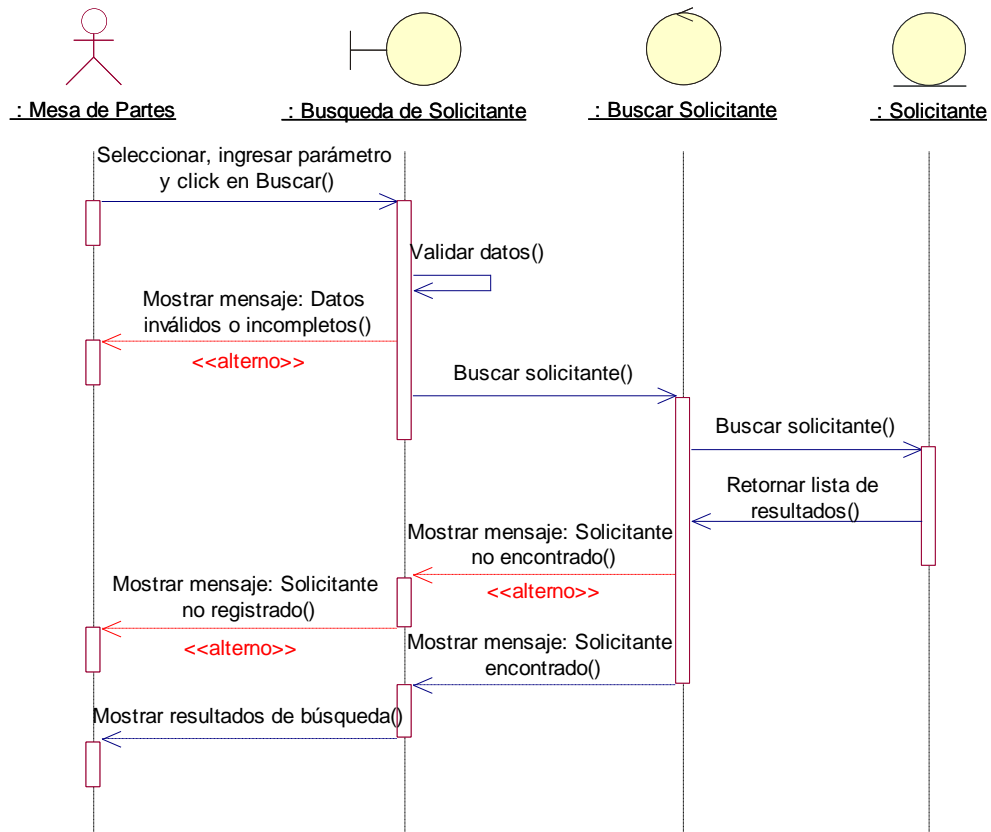 : Mesa de Partes
: Busqueda de Solicitante
: Buscar Solicitante
: Solicitante
Seleccionar, ingresar parámetro
y click en Buscar()
Validar datos()
Mostrar mensaje: Datos
inválidos o incompletos()
<<alterno>>
Buscar solicitante()
Buscar solicitante()
Retornar lista de
resultados()
Mostrar mensaje: Solicitante
no encontrado()
<<alterno>>
Mostrar mensaje: Solicitante
no registrado()
<<alterno>>
Mostrar mensaje: Solicitante
encontrado()
Mostrar resultados de búsqueda()